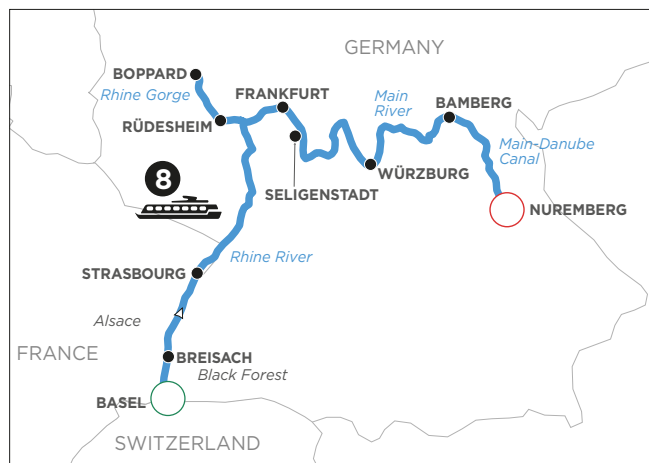 GERMANY
BOPPARD
Rhine Gorge
FRANKFURT
Main
River
BAMBERG
RÜDESHEIM
Main-Danube
Canal
8
WÜRZBURG
SELIGENSTADT
NUREMBERG
Rhine River
STRASBOURG
Alsace
FRANCE
BREISACH
Black Forest
BASEL
SWITZERLAND